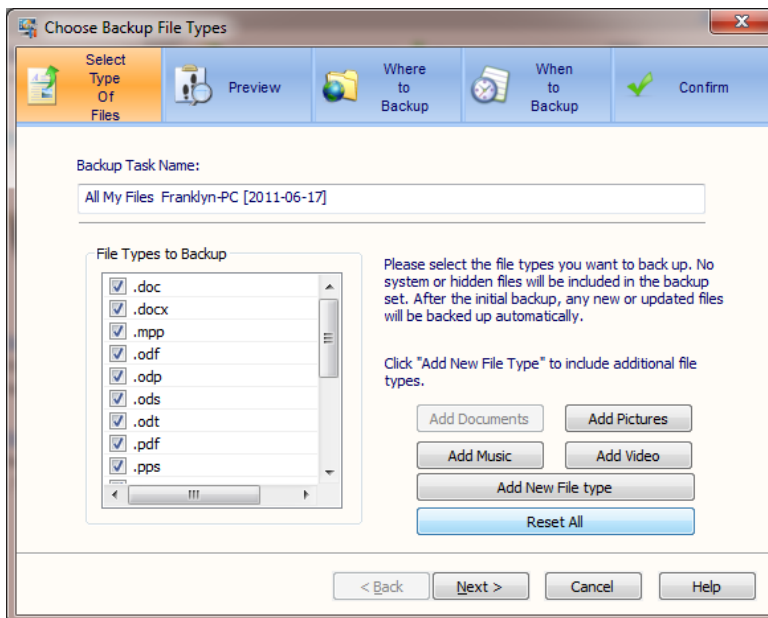 Choose Backup File Types
Select
Type
Of
Files
Preview
Where
to
Backup
When
to
Backup
Confirm
Backup Task Name:
All My Files  Franklyn-PC [2011-06-17]
File Types to Backup
.doc
.docx
.mpp
.odf
.odp
.ods
.odt
.pdf
.pps
Please select the file types you want to back up. No
system or hidden files will be included in the backup
set. After the initial backup, any new or updated files
will be backed up automatically.
Click "Add New File Type" to include additional file
types.
Add Documents
Add Pictures
Add Music
Add Video
Add New File type
Reset All
< Back
Next >
Cancel
Help